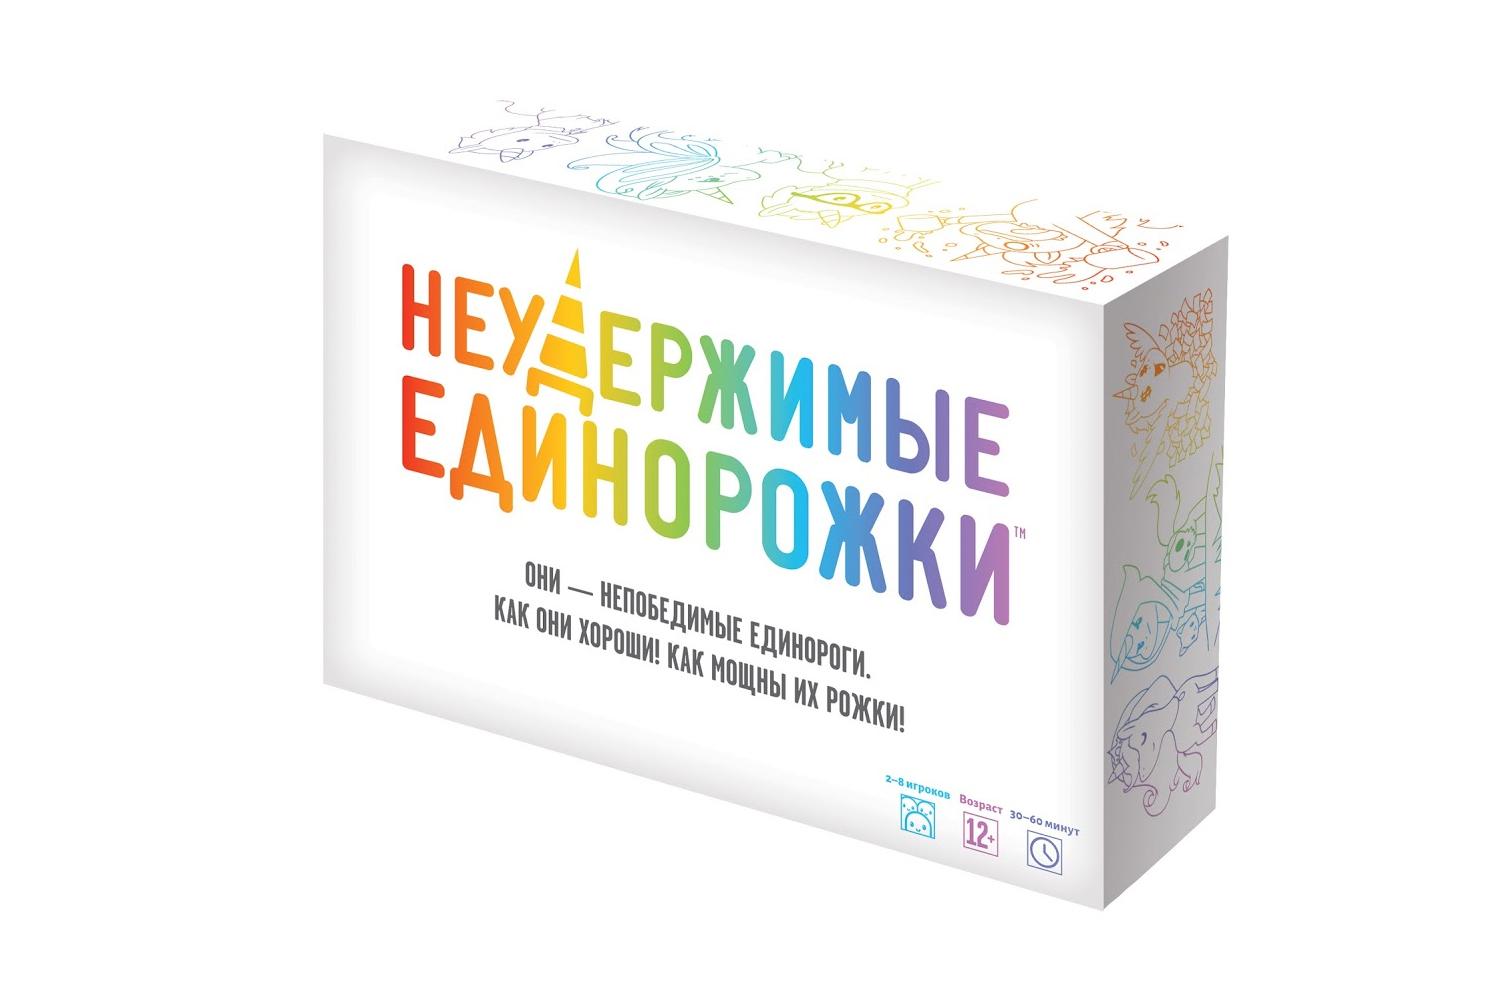 НЕУДЕРЖИМЫЕ
ЕДИНОРОЖКИ™
ОНИ — НЕПОБЕДИМЫЕ ЕДИНОРОГИ.
КАК ОНИ ХОРОШИ! КАК МОЩНЫ ИХ РОЖКИ!
2–8 игроков
Возраст
12+
30–60 минут